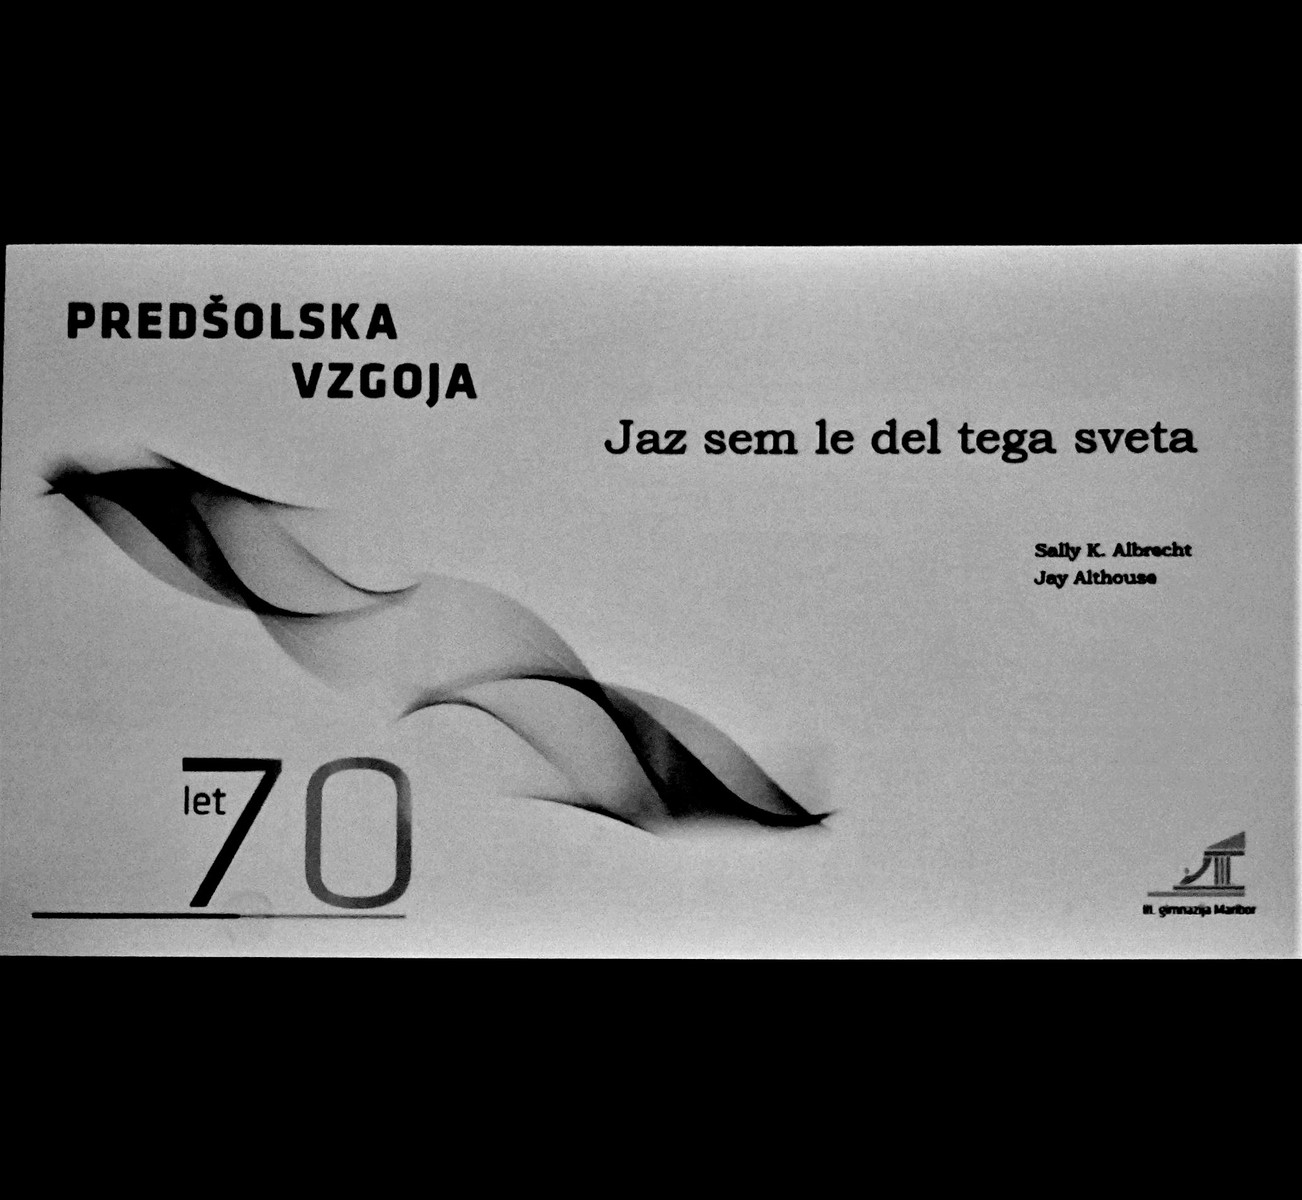 PREDŠOLSKA
VZGOJA
Jaz sem le del tega sveta
Sally K. Albrecht
Jay Althouse
let 70
III. gimnazija Maribor